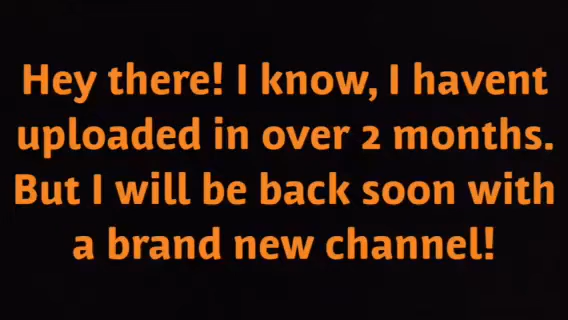 Hey there! I know, I havent
uploaded in over 2 months.
But I will be back soon with
a brand new channel!